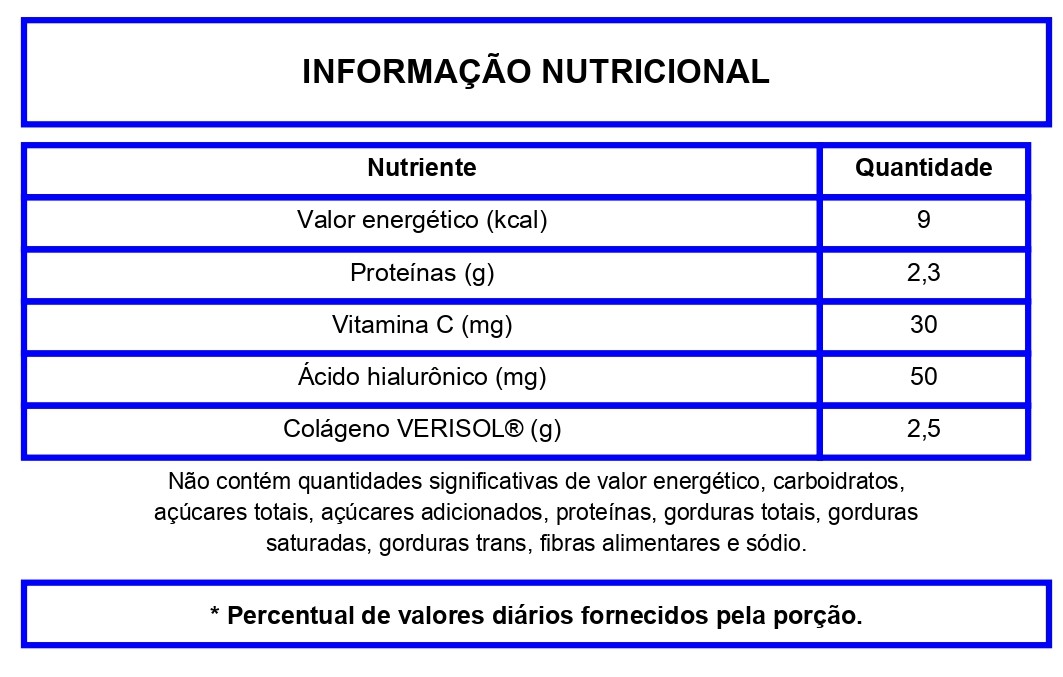 INFORMAÇÃO NUTRICIONAL
Nutriente Quantidade
Valor energético (kcal) 9
Proteínas (g) 2,3
Vitamina C (mg) 30
Ácido hialurônico (mg) 50
Colágeno VERISOL® (g) 2,5
Não contém quantidades significativas de valor energético, carboidratos,
açúcares totais, açúcares adicionados, proteínas, gorduras totais, gorduras
saturadas, gorduras trans, fibras alimentares e sódio.
* Percentual de valores diários fornecidos pela porção.